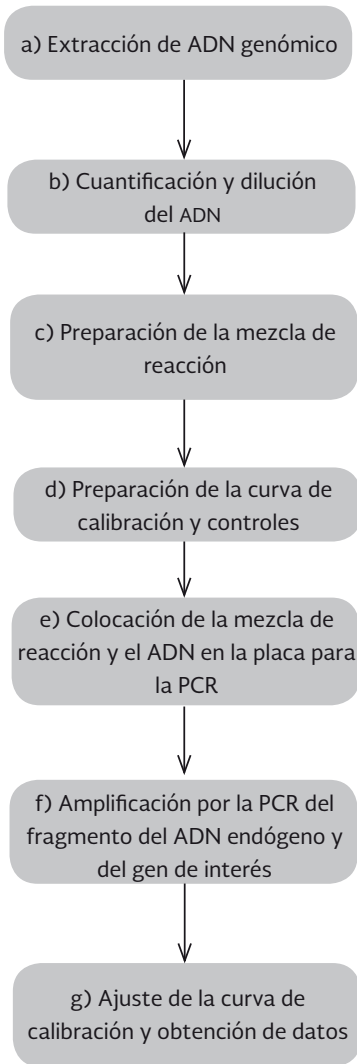 a) Extracción de ADN genómico
b) Cuantificación y dilución
del ADN
c) Preparación de la mezcla de
reacción
d) Preparación de la curva de
calibración y controles
e) Colocación de la mezcla de
reacción y el ADN en la placa para
la PCR
f) Amplificación por la PCR del
fragmento del ADN endógeno y
del gen de interés
g) Ajuste de la curva de
calibración y obtención de datos